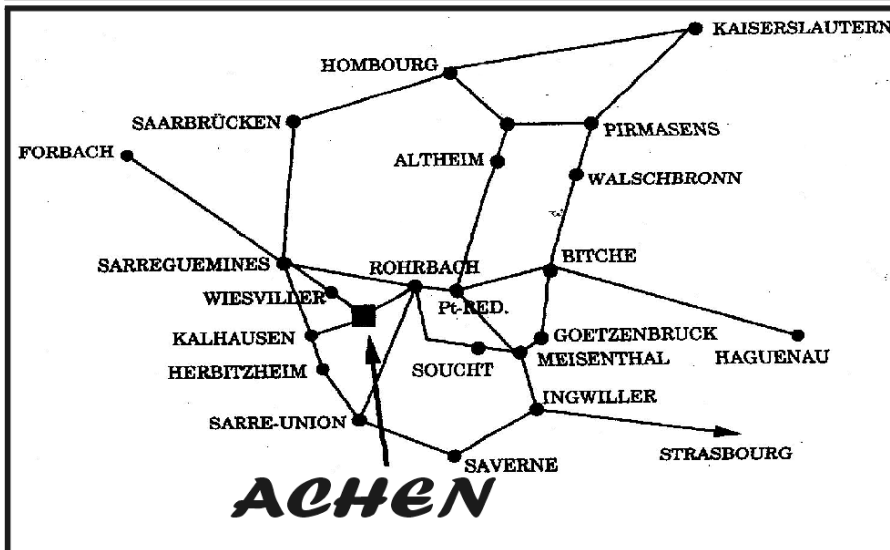 KAISERSLAUTERN
HOMBOURG
SAARBRÜCKEN
PIRMASENS
FORBACH
ALTHEIM
WALSCHBRONN
SARREGUEMINES
ROHRBACH
BITCHE
WIESVILLER
Pt-RED.
KALHAUSEN
GOETZENBRUCK
HAGUENAU
SOUCHT
MEISENTHAL
HERBITZHEIM
INGWILLER
SARRE-UNION
STRASBOURG
SAVERNE
ACHEN